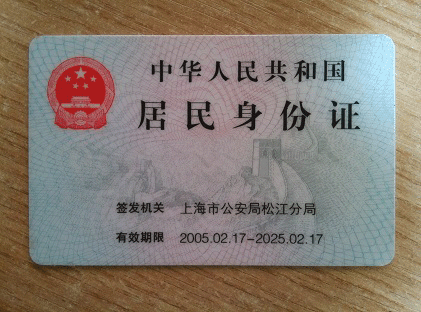 中华人民共和国
居民身份证
签发机关 上海市公安局松江分局
有效期限 2005.02.17-2025.02.17